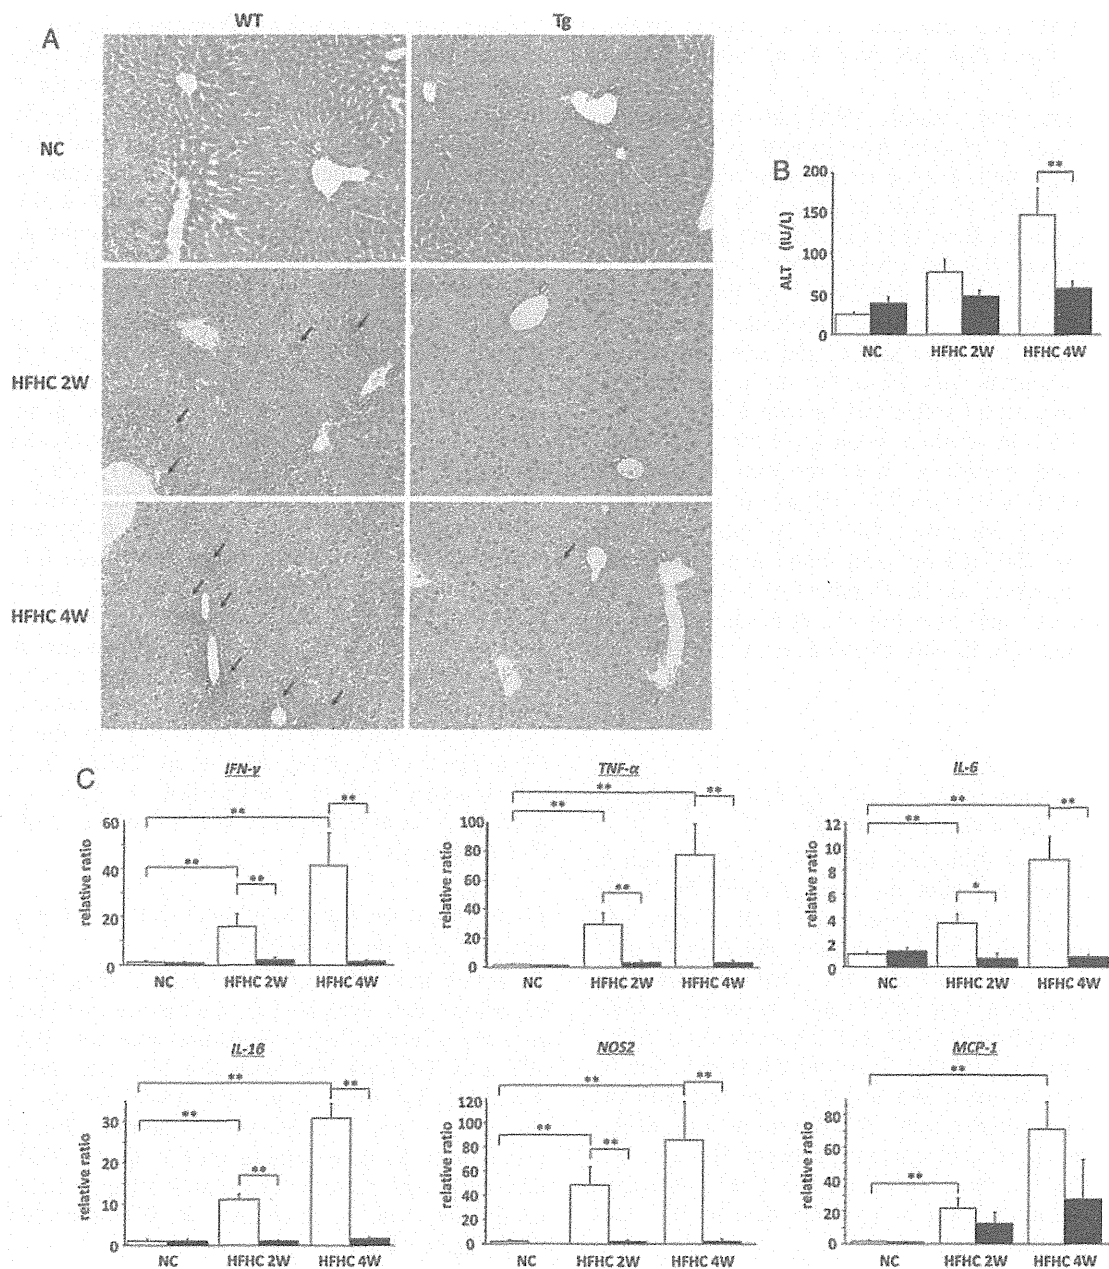 A
WT
Tg
NC
HFHC 2W
HFHC 4W
B
ALT (IU/L)
200
150
100
50
0
**
NC
HFHC 2W
HFHC 4W
C
IFN-γ
relative ratio
60
40
20
0
**
**
**
**
NC
HFHC 2W
HFHC 4W
TNF-α
relative ratio
100
80
60
40
20
0
**
**
**
**
NC
HFHC 2W
HFHC 4W
IL-6
relative ratio
12
10
8
6
4
2
0
**
**
**
*
NC
HFHC 2W
HFHC 4W
IL-1β
relative ratio
30
20
10
0
**
**
**
**
NC
HFHC 2W
HFHC 4W
NOS2
relative ratio
120
100
80
60
40
20
0
**
**
**
**
NC
HFHC 2W
HFHC 4W
MCP-1
relative ratio
80
60
40
20
0
**
**
NC
HFHC 2W
HFHC 4W